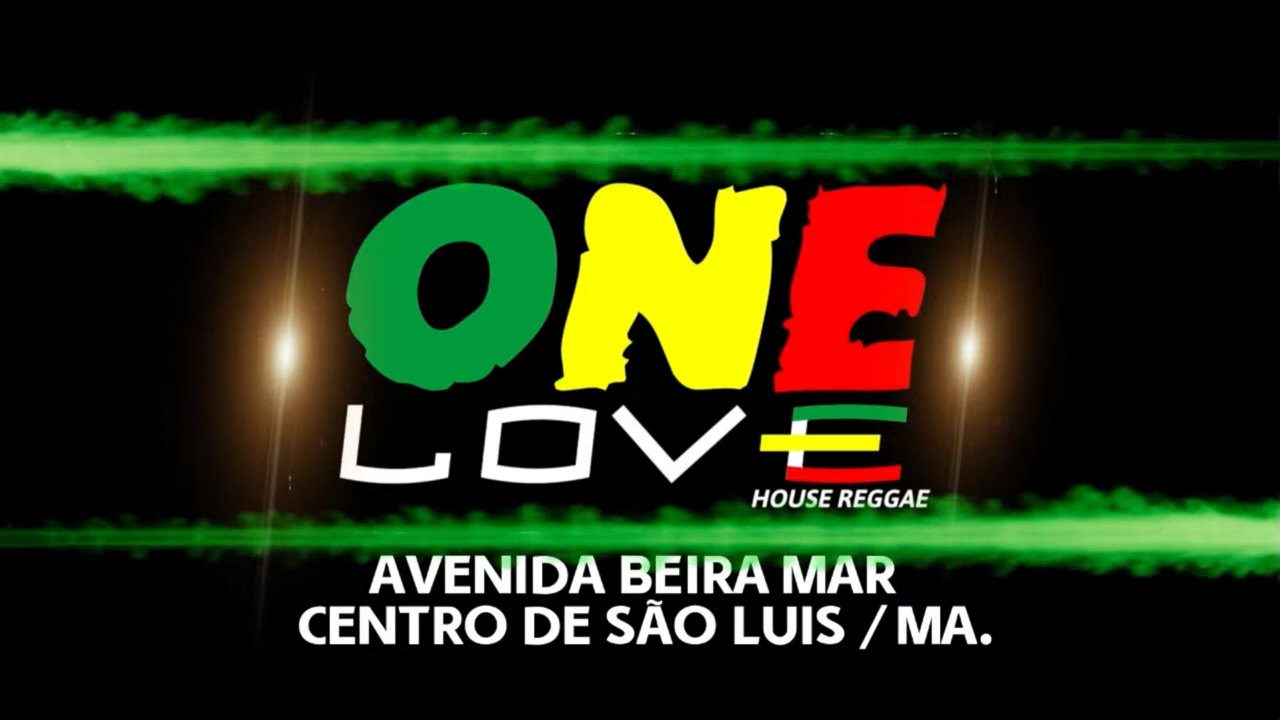 ONE
LOVE
HOUSE REGGAE
AVENIDA BEIRA MAR
CENTRO DE SÃO LUIS / MA.